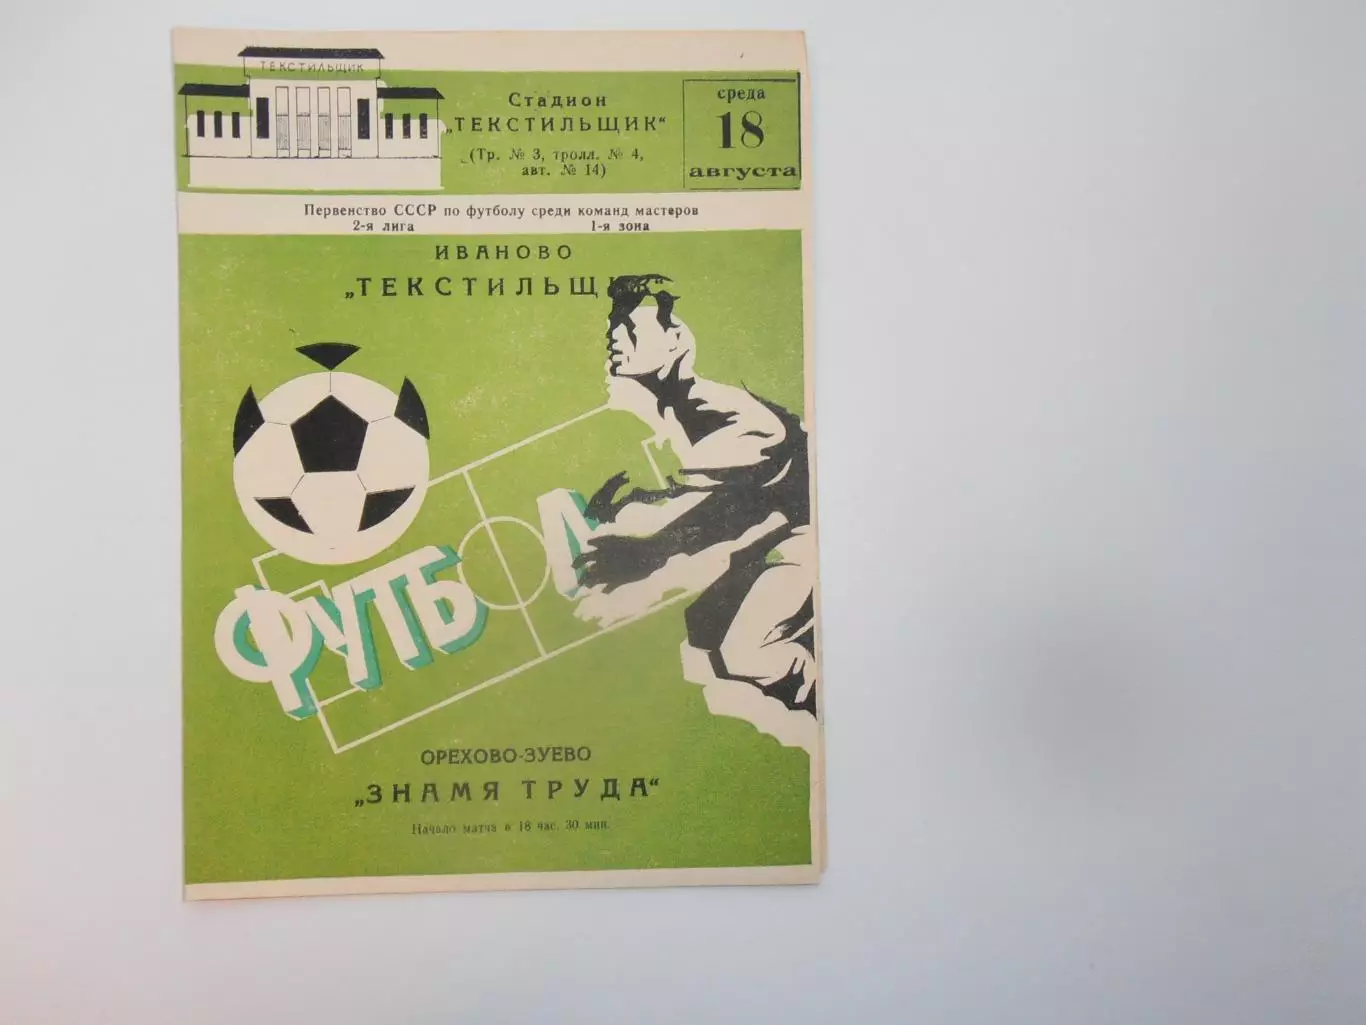 ТЕКСТИЛЬЩИК
Стадион
„ТЕКСТИЛЬЩИК“
(Тр. № 3, тролл. № 4,
авт. № 14)
среда
18
августа
Первенство СССР по футболу среди команд мастеров
2-я лига 1-я зона
ИВАНОВО
„ТЕКСТИЛЬЩИК“
ФУТБОЛ
ОРЕХОВО-ЗУЕВО
„ЗНАМЯ ТРУДА“
Начало матча в 18 час. 30 мин.